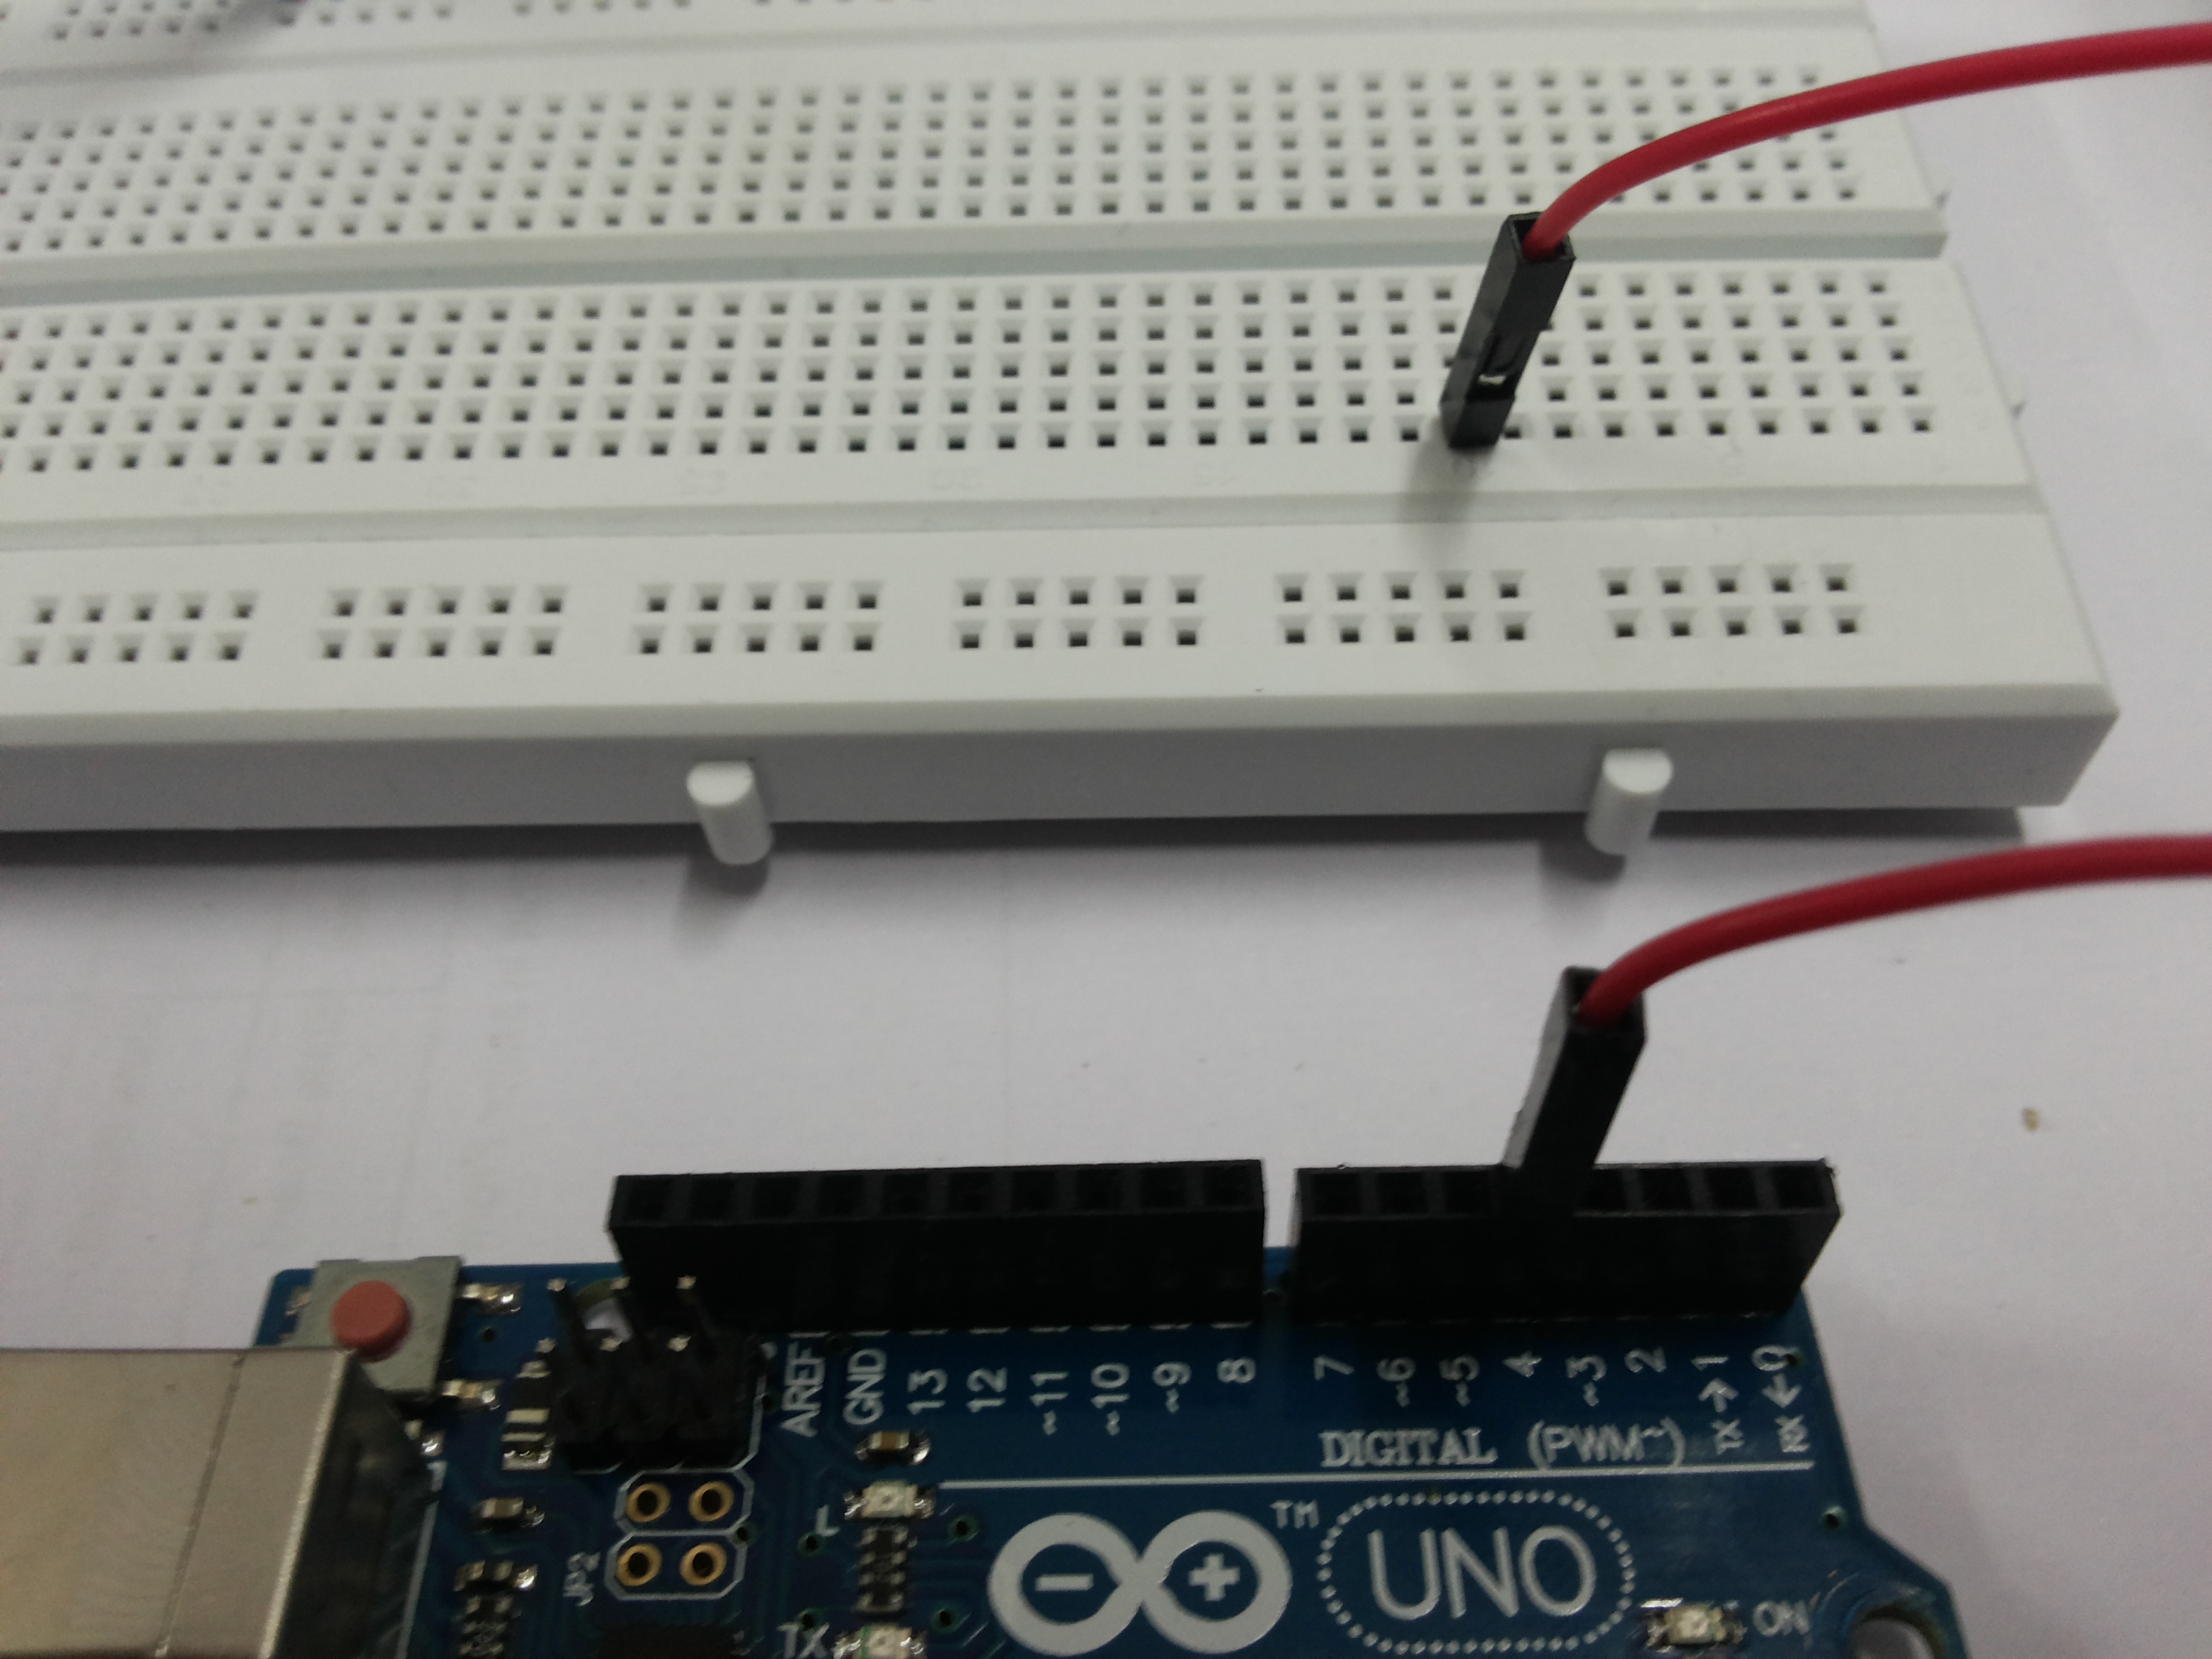 AREF
GND
13
12
~11
~10
~9
8
7
~6
~5
4
~3
2
TX→1
RX←0
DIGITAL (PWM~)
L
TM
UNO
JP2
TX
ON